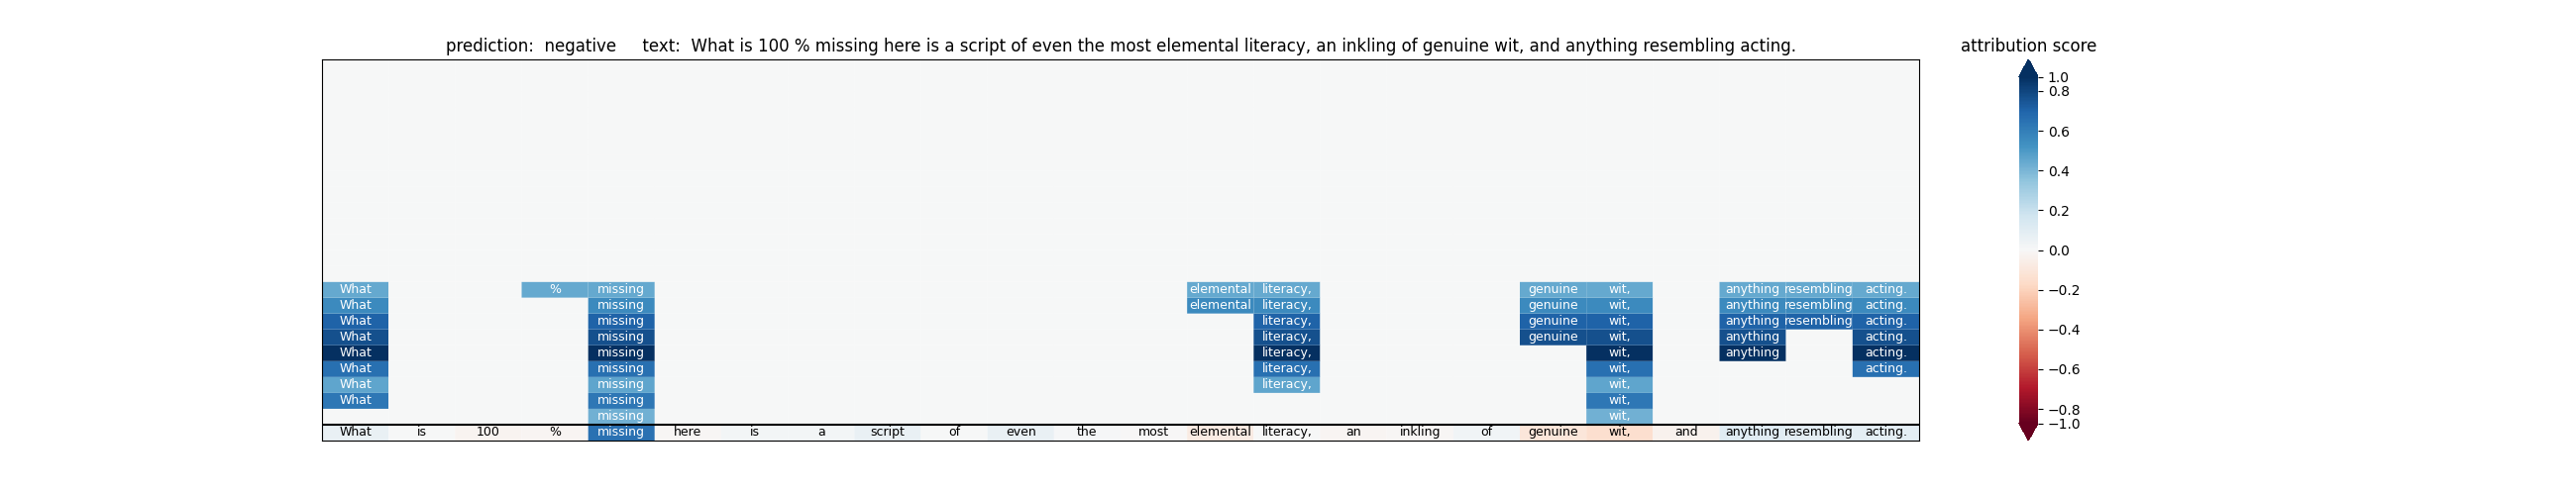 prediction:  negative     text:  What is 100 % missing here is a script of even the most elemental literacy, an inkling of genuine wit, and anything resembling acting.
attribution score
What % missing elemental literacy, genuine wit, anything resembling acting.
What missing elemental literacy, genuine wit, anything resembling acting.
What missing literacy, genuine wit, anything resembling acting.
What missing literacy, genuine wit, anything acting.
What missing literacy, wit, anything acting.
What missing literacy, wit, acting.
What missing literacy, wit,
What missing wit,
missing wit,
What is 100 % missing here is a script of even the most elemental literacy, an inkling of genuine wit, and anything resembling acting.
1.0
0.8
0.6
0.4
0.2
0.0
−0.2
−0.4
−0.6
−0.8
−1.0